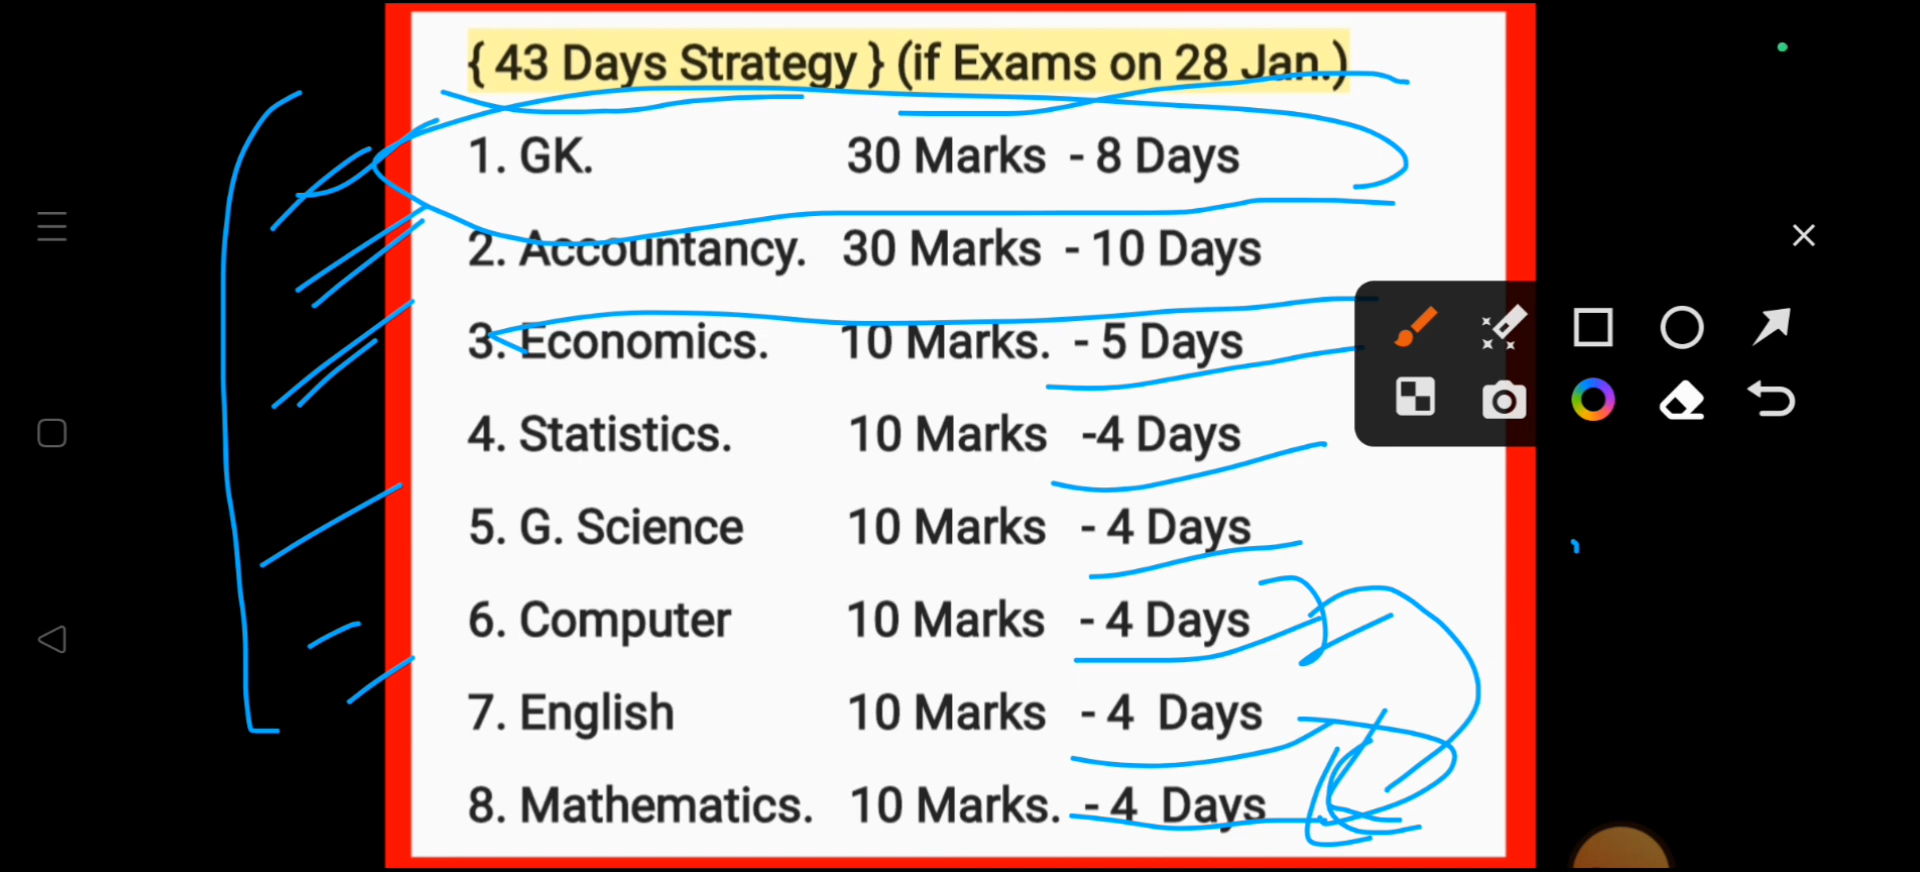 { 43 Days Strategy } (if Exams on 28 Jan.)
1. GK. 30 Marks - 8 Days
2. Accountancy. 30 Marks - 10 Days
3. Economics. 10 Marks. - 5 Days
4. Statistics. 10 Marks -4 Days
5. G. Science 10 Marks - 4 Days
6. Computer 10 Marks - 4 Days
7. English 10 Marks - 4 Days
8. Mathematics. 10 Marks. - 4 Days